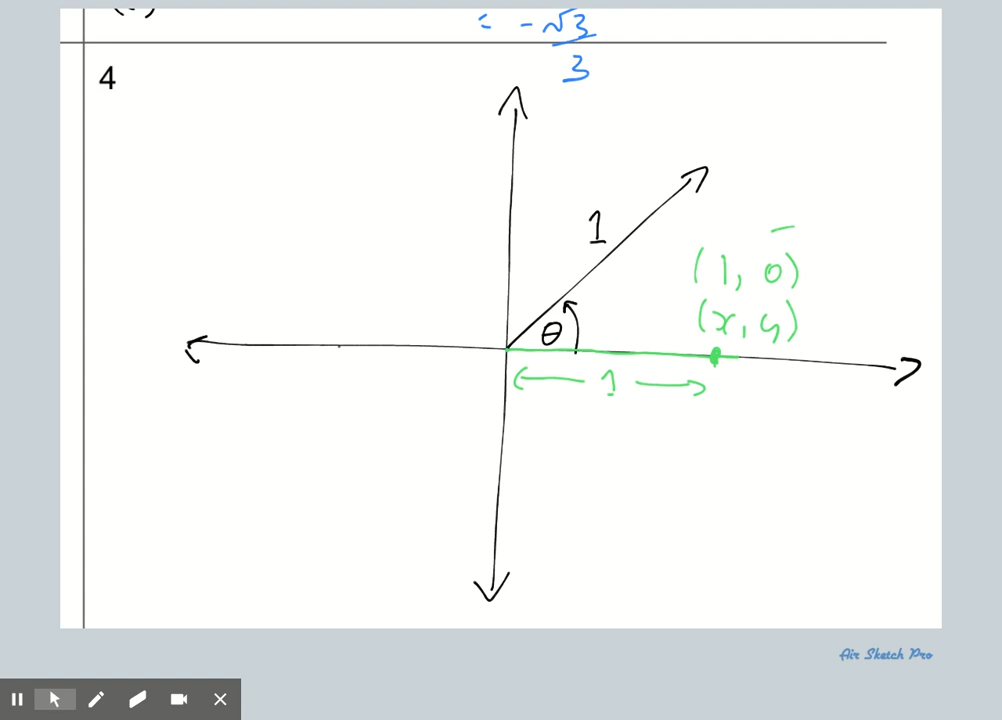 = -√3
3
4
1
(1, 0)
θ
(x, y)
1
Air Sketch Pro